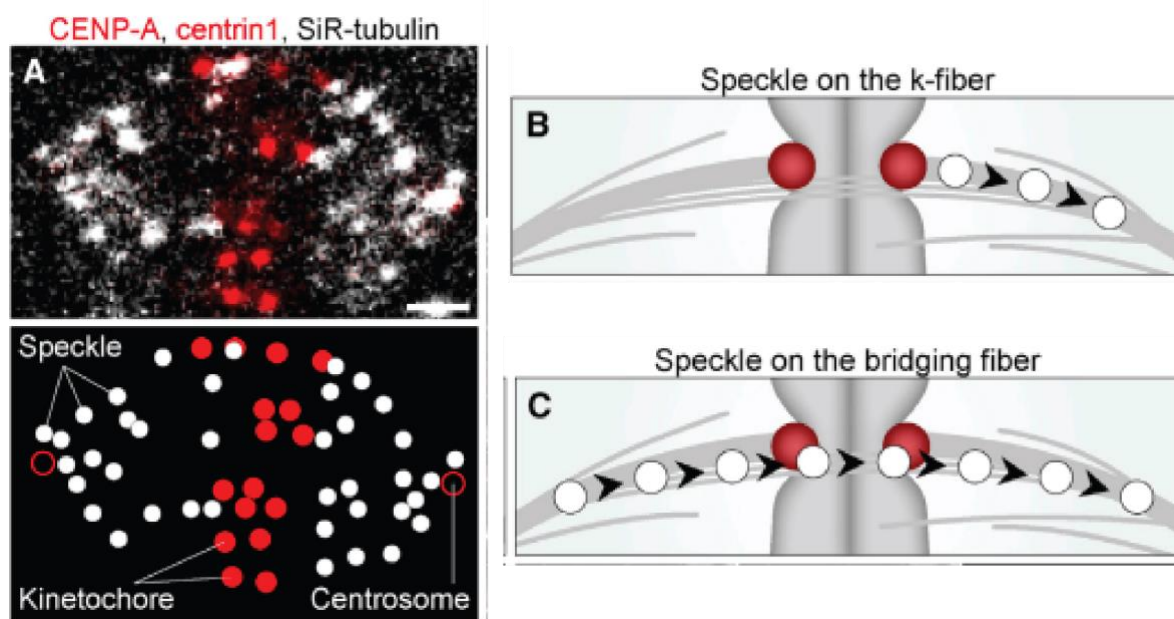 CENP-A, centrin1, SiR-tubulin
A
Speckle
Kinetochore
Centrosome
Speckle on the k-fiber
B
Speckle on the bridging fiber
C